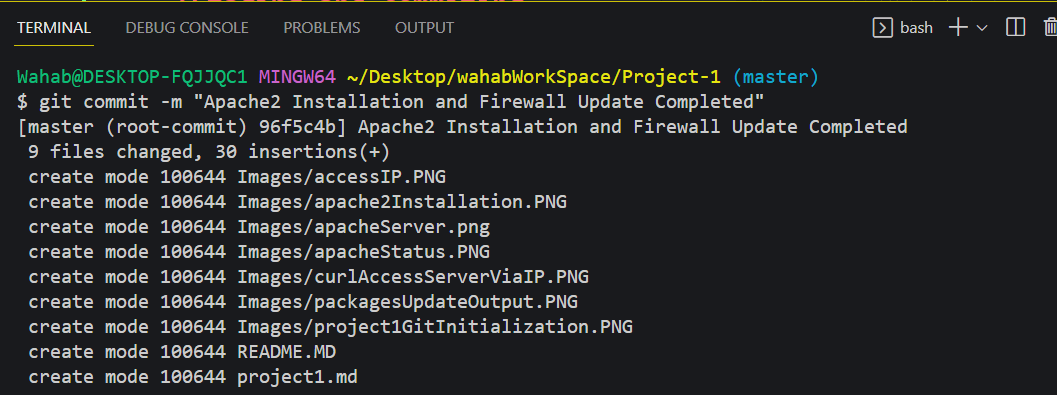 TERMINAL DEBUG CONSOLE PROBLEMS OUTPUT bash
Wahab@DESKTOP-FQJJQC1 MINGW64 ~/Desktop/wahabWorkSpace/Project-1 (master)
$ git commit -m "Apache2 Installation and Firewall Update Completed"
[master (root-commit) 96f5c4b] Apache2 Installation and Firewall Update Completed
 9 files changed, 30 insertions(+)
 create mode 100644 Images/accessIP.PNG
 create mode 100644 Images/apache2Installation.PNG
 create mode 100644 Images/apacheServer.png
 create mode 100644 Images/apacheStatus.PNG
 create mode 100644 Images/curlAccessServerViaIP.PNG
 create mode 100644 Images/packagesUpdateOutput.PNG
 create mode 100644 Images/project1GitInitialization.PNG
 create mode 100644 README.MD
 create mode 100644 project1.md